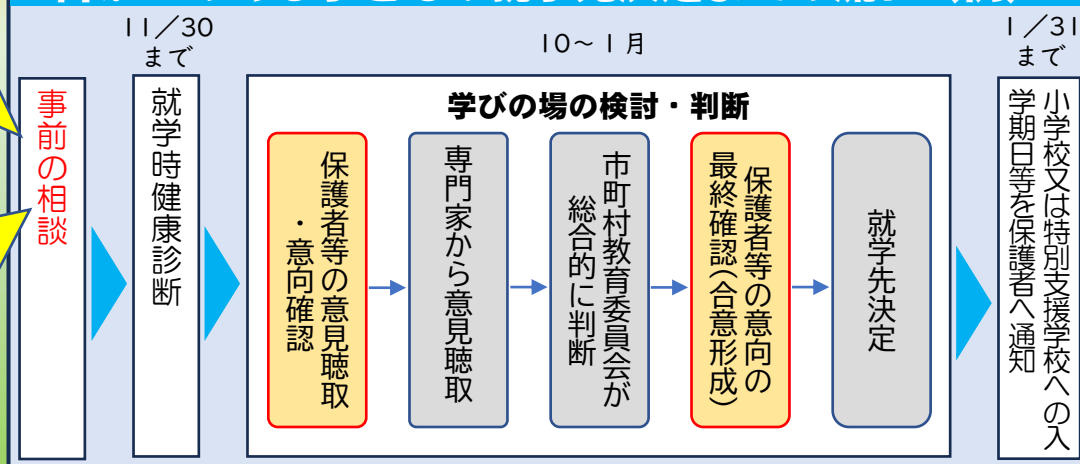 11／30
まで
10～1月
1／31
まで
事前の相談
就学時健康診断
学びの場の検討・判断
保護者等の意見聴取
・意向確認
専門家から意見聴取
市町村教育委員会が
総合的に判断
保護者等の意向の
最終確認（合意形成）
就学先決定
小学校又は特別支援学校への入
学期日等を保護者へ通知